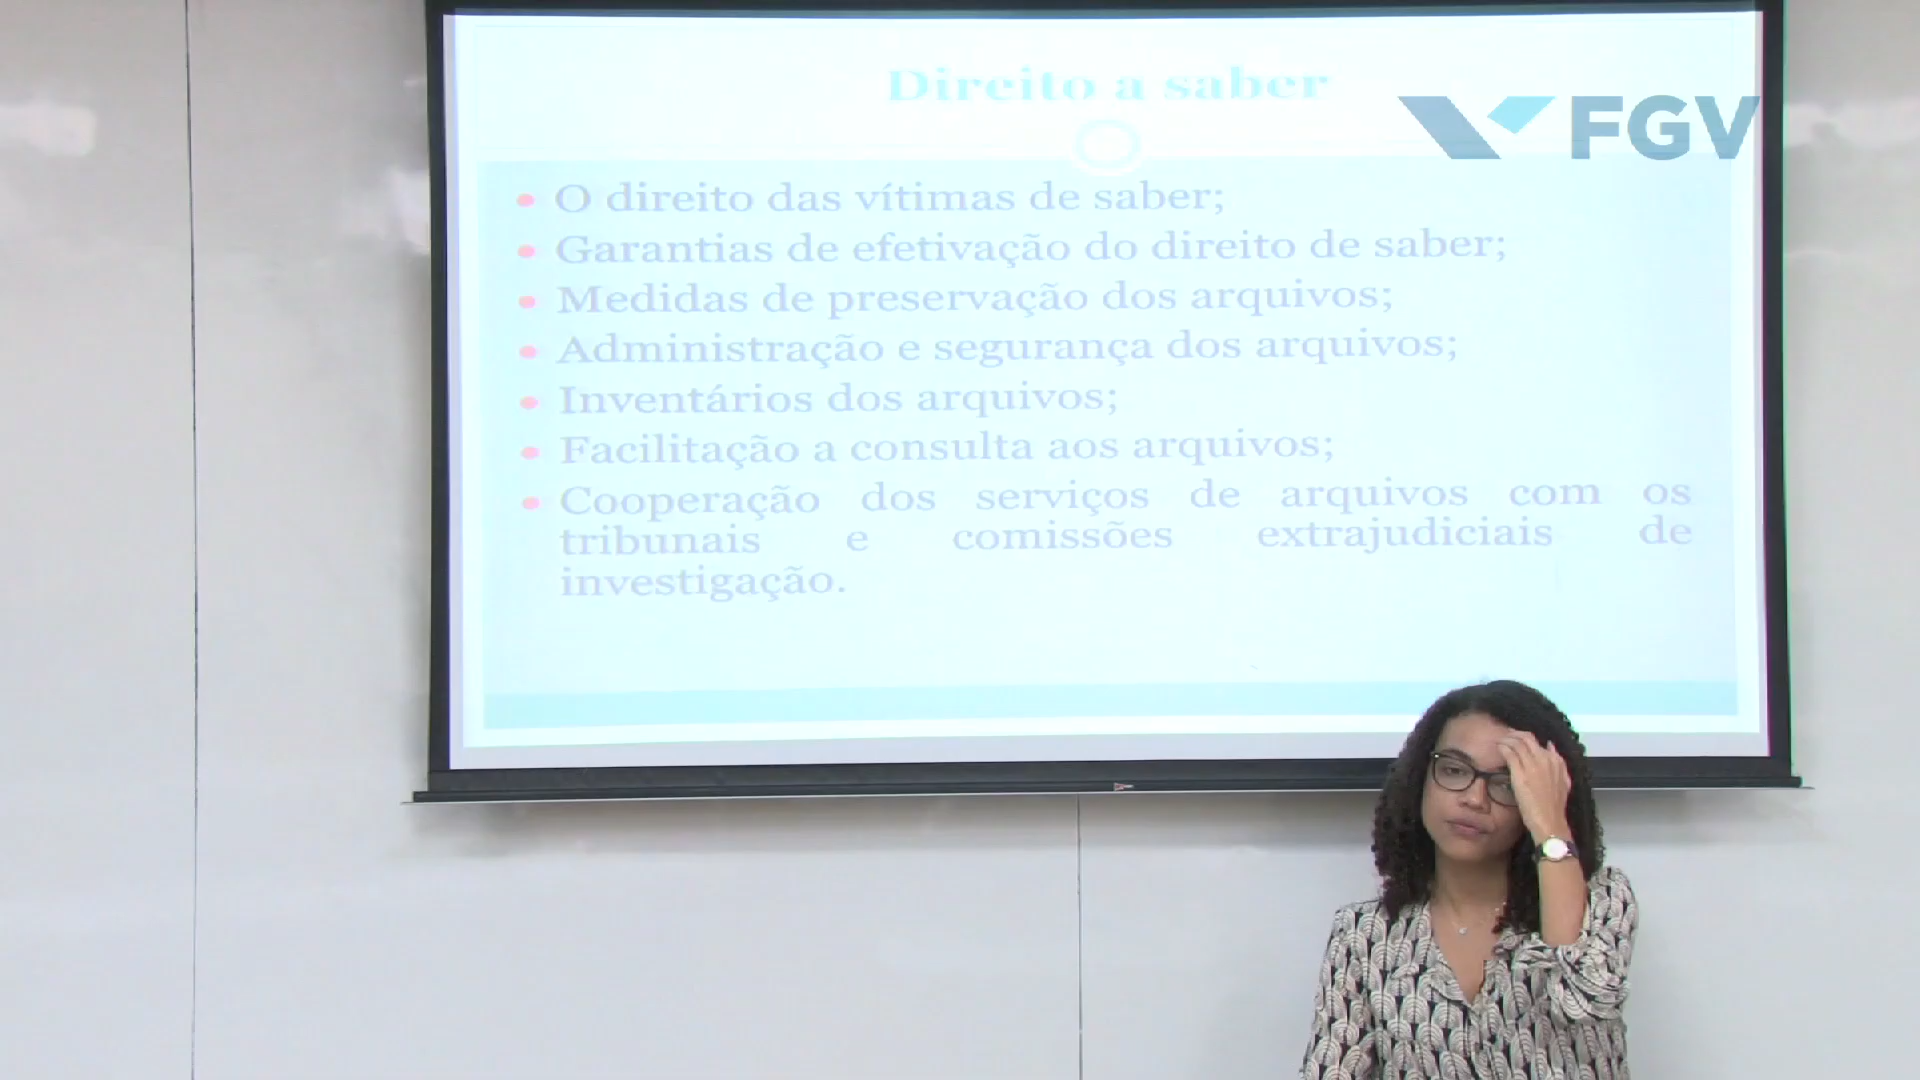 Direito a saber
FGV
O direito das vítimas de saber;
Garantias de efetivação do direito de saber;
Medidas de preservação dos arquivos;
Administração e segurança dos arquivos;
Inventários dos arquivos;
Facilitação a consulta aos arquivos;
Cooperação dos serviços de arquivos com os
tribunais e comissões extrajudiciais de
investigação.